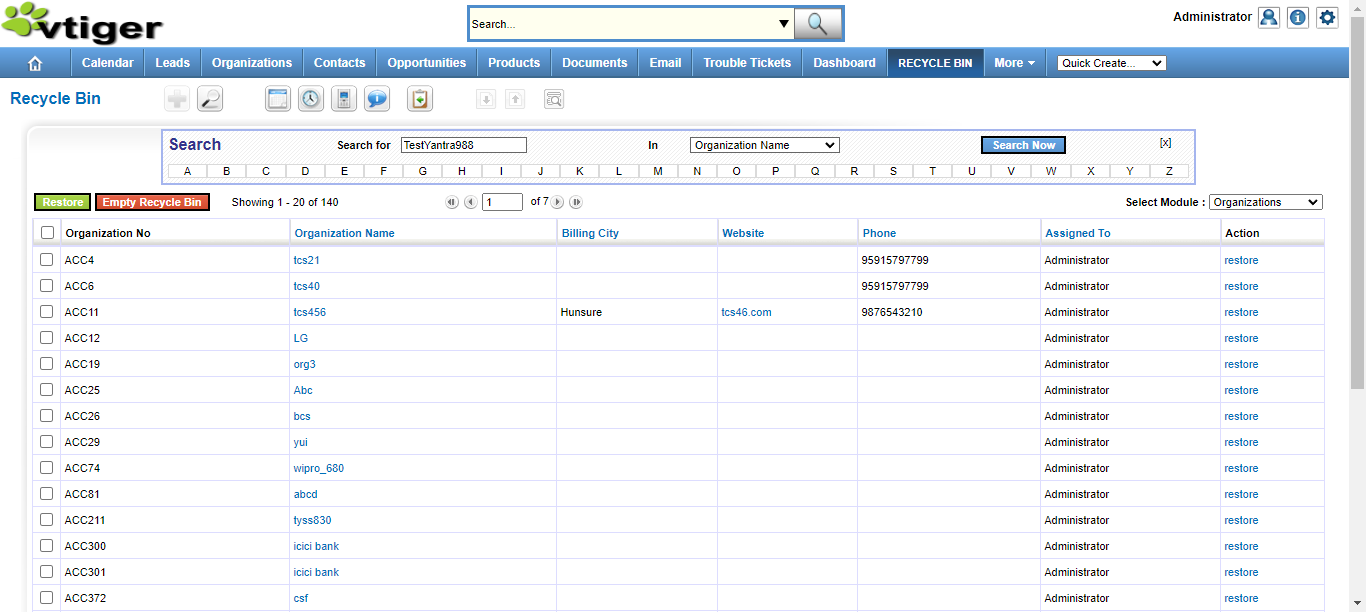 vtiger
Search...
Administrator
Calendar Leads Organizations Contacts Opportunities Products Documents Email Trouble Tickets Dashboard RECYCLE BIN More Quick Create...
Recycle Bin
Search Search for TestYantra988 In Organization Name Search Now [x]
A B C D E F G H I J K L M N O P Q R S T U V W X Y Z
Restore Empty Recycle Bin Showing 1 - 20 of 140 1 of 7 Select Module : Organizations
Organization No Organization Name Billing City Website Phone Assigned To Action
ACC4 tcs21 95915797799 Administrator restore
ACC6 tcs40 95915797799 Administrator restore
ACC11 tcs456 Hunsure tcs46.com 9876543210 Administrator restore
ACC12 LG Administrator restore
ACC19 org3 Administrator restore
ACC25 Abc Administrator restore
ACC26 bcs Administrator restore
ACC29 yui Administrator restore
ACC74 wipro_680 Administrator restore
ACC81 abcd Administrator restore
ACC211 tyss830 Administrator restore
ACC300 icici bank Administrator restore
ACC301 icici bank Administrator restore
ACC372 csf Administrator restore